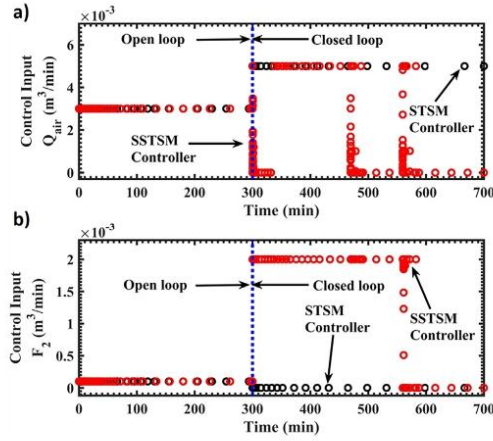 a)
×10⁻³
6
4
2
0
Control Input
Q_air (m³/min)
Open loop
Closed loop
SSTSM
Controller
STSM
Controller
0 100 200 300 400 500 600 700
Time (min)
b)
×10⁻³
2
1.5
1
0.5
0
Control Input
F₂ (m³/min)
Open loop
Closed loop
STSM
Controller
SSTSM
Controller
0 100 200 300 400 500 600 700
Time (min)